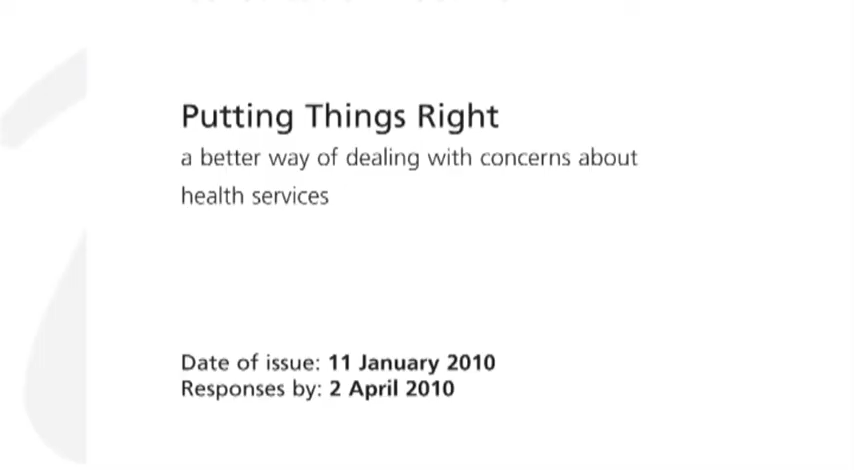 Putting Things Right
a better way of dealing with concerns about
health services
Date of issue: 11 January 2010
Responses by: 2 April 2010